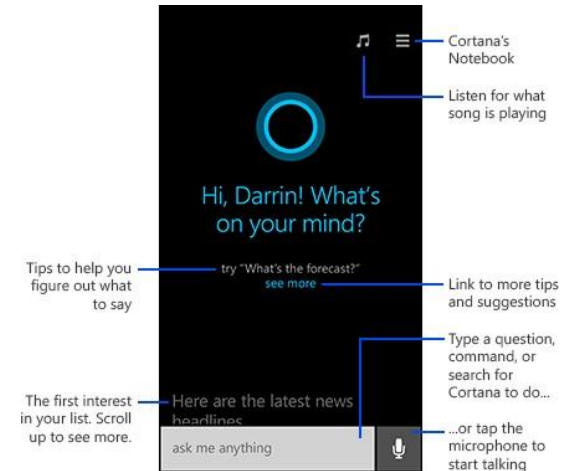 Cortana's
Notebook
Listen for what
song is playing
Hi, Darrin! What's
on your mind?
Tips to help you
figure out what
to say
try "What's the forecast?"
see more
Link to more tips
and suggestions
Type a question,
command, or
search for
Cortana to do...
The first interest
in your list. Scroll
up to see more.
Here are the latest news
headlines
ask me anything
...or tap the
microphone to
start talking